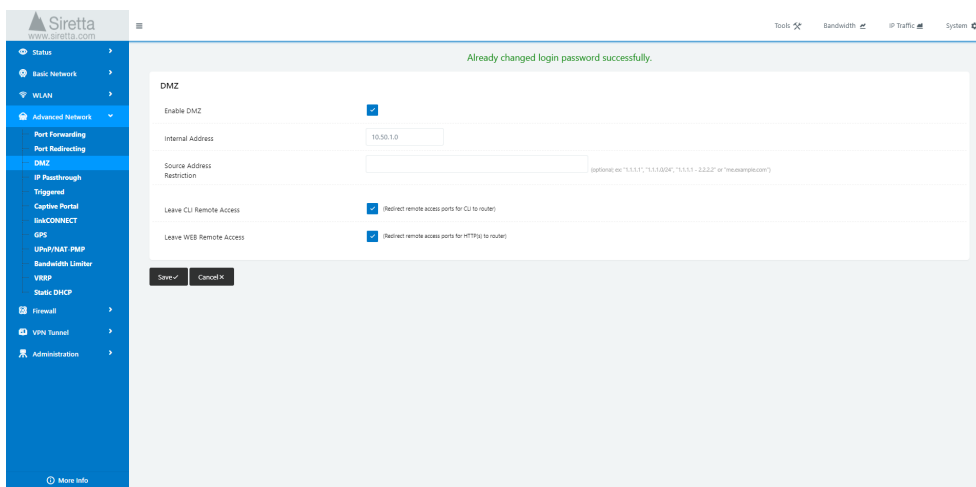 Siretta
www.siretta.com
Tools
Bandwidth
IP Traffic
System
Status
Basic Network
WLAN
Advanced Network
Port Forwarding
Port Redirecting
DMZ
IP Passthrough
Triggered
Captive Portal
linkCONNECT
GPS
UPnP/NAT-PMP
Bandwidth Limiter
VRRP
Static DHCP
Firewall
VPN Tunnel
Administration
More Info
Already changed login password successfully.
DMZ
Enable DMZ
Internal Address
10.50.1.0
Source Address
Restriction
(optional; ex: "1.1.1.1", "1.1.1.0/24", "1.1.1.1 - 2.2.2.2" or "me.example.com")
Leave CLI Remote Access
(Redirect remote access ports for CLI to router)
Leave WEB Remote Access
(Redirect remote access ports for HTTP(s) to router)
Save
Cancel